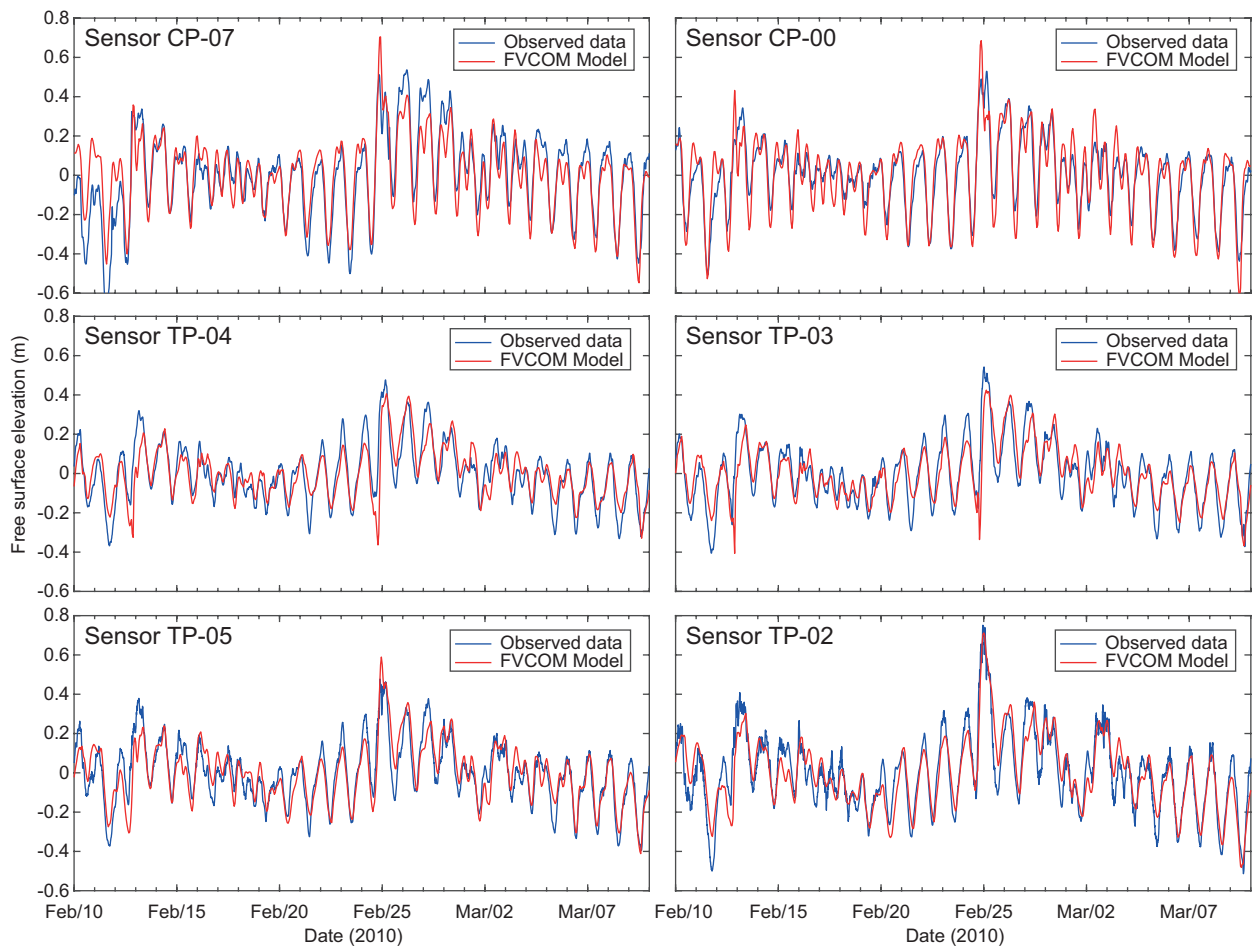 Sensor CP-07
Observed data
FVCOM Model
0.8
0.6
0.4
0.2
0
-0.2
-0.4
-0.6
Sensor CP-00
Observed data
FVCOM Model
Sensor TP-04
Observed data
FVCOM Model
0.8
0.6
0.4
0.2
0
-0.2
-0.4
-0.6
Free surface elevation (m)
Sensor TP-03
Observed data
FVCOM Model
Sensor TP-05
Observed data
FVCOM Model
0.8
0.6
0.4
0.2
0
-0.2
-0.4
-0.6
Feb/10 Feb/15 Feb/20 Feb/25 Mar/02 Mar/07
Date (2010)
Sensor TP-02
Observed data
FVCOM Model
Feb/10 Feb/15 Feb/20 Feb/25 Mar/02 Mar/07
Date (2010)